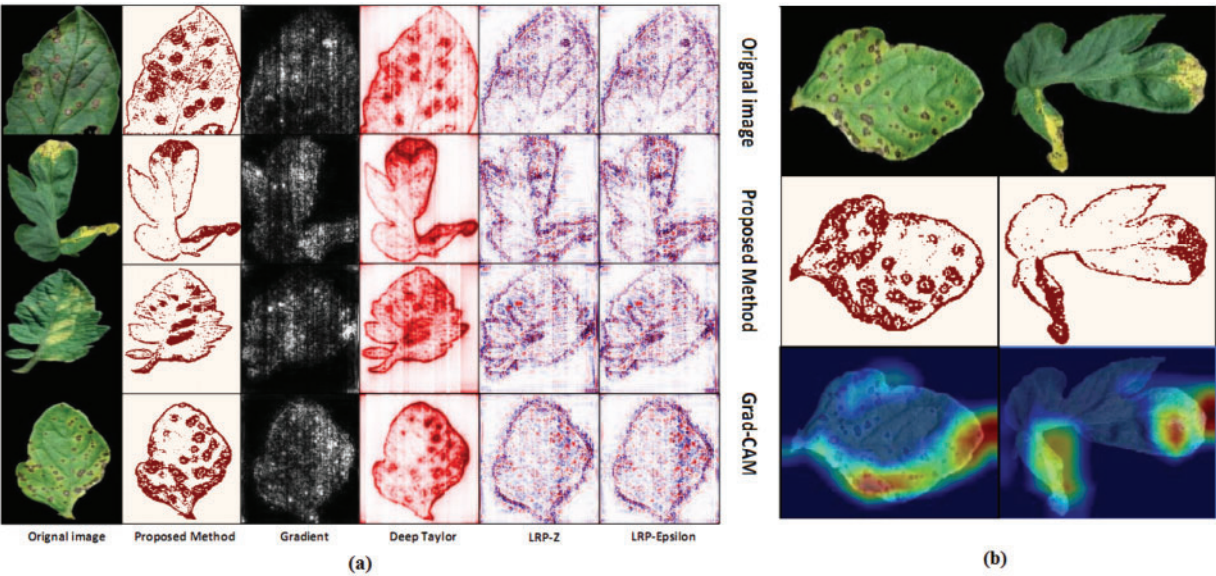 Orignal image
Proposed Method
Gradient
Deep Taylor
LRP-Z
LRP-Epsilon
(a)
Orignal image
Proposed Method
Grad-CAM
(b)